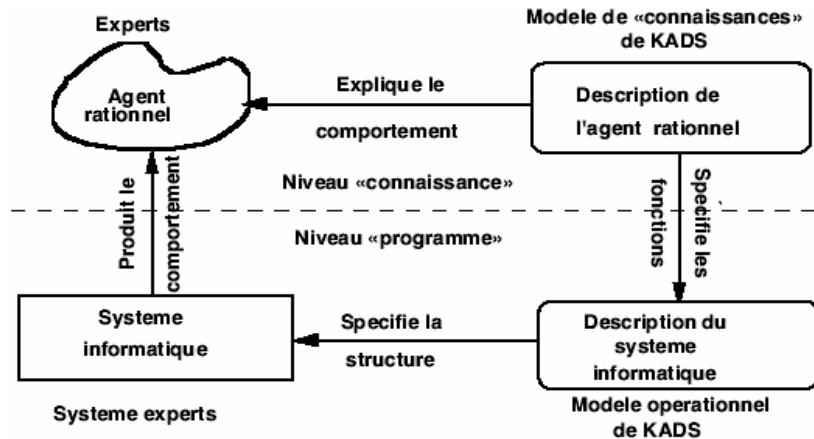 Experts
Modele de «connaissances»
de KADS
Agent
rationnel
Explique le
comportement
Description de
l'agent rationnel
Niveau «connaissance»
Produit le
comportement
Specifie les
fonctions
Niveau «programme»
Systeme
informatique
Specifie la
structure
Description du
systeme
informatique
Systeme experts
Modele operationnel
de KADS